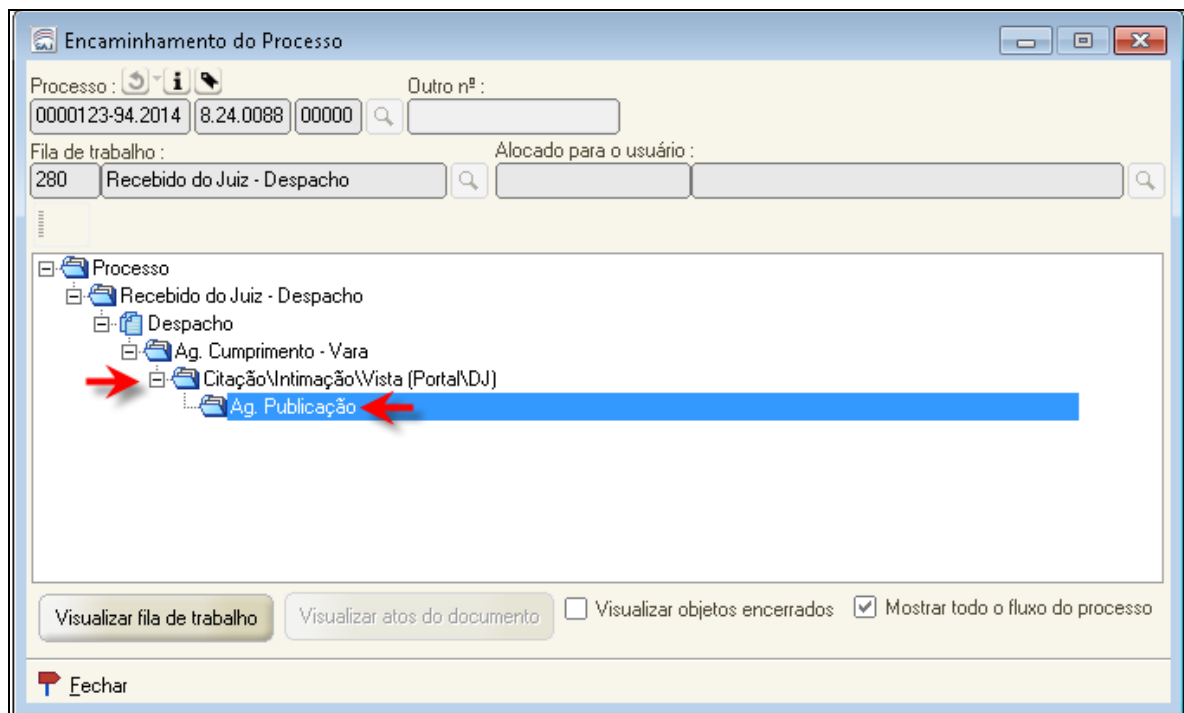 Encaminhamento do Processo
Processo : Outro nº :
0000123-94.2014 8.24.0088 00000
Fila de trabalho : Alocado para o usuário :
280 Recebido do Juiz - Despacho
Processo
Recebido do Juiz - Despacho
Despacho
Ag. Cumprimento - Vara
Citação\Intimação\Vista (Portal\DJ)
Ag. Publicação
Visualizar fila de trabalho Visualizar atos do documento Visualizar objetos encerrados Mostrar todo o fluxo do processo
Fechar